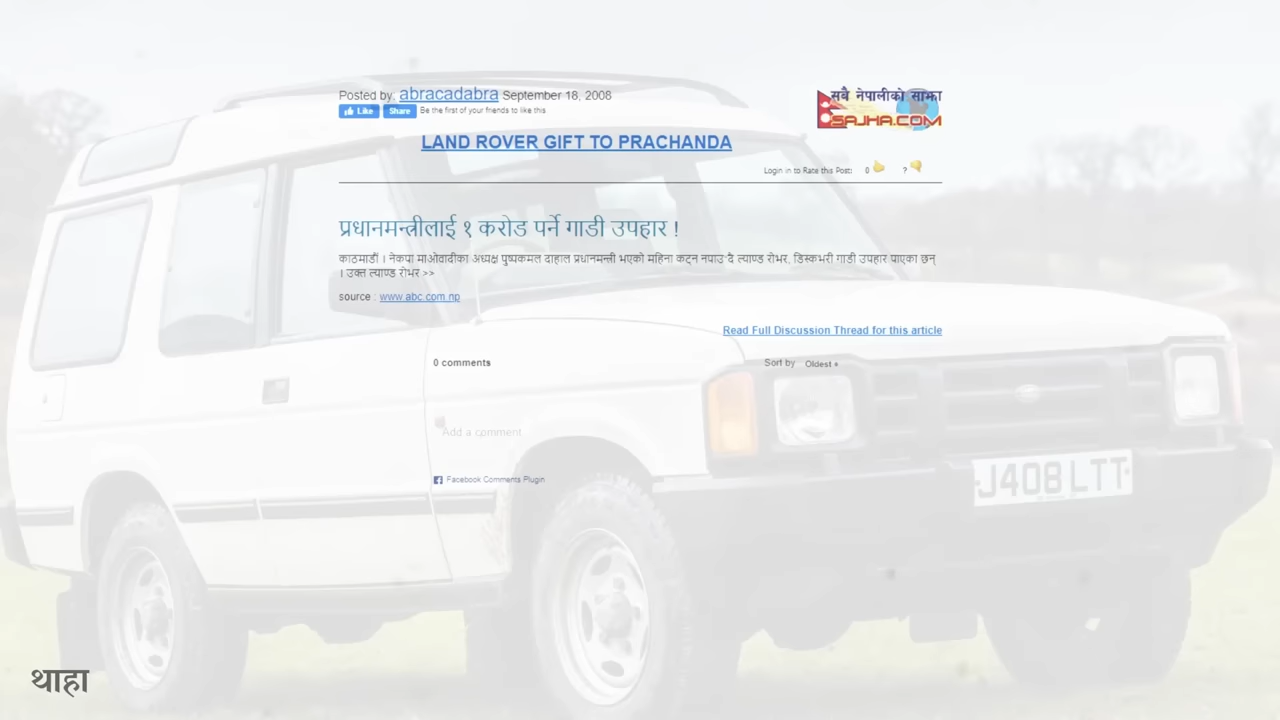 Posted by, abracadabra September 18, 2008
Like Share Be the first of your friends to like this
सबै नेपालीको साझा
SAJHA.COM
LAND ROVER GIFT TO PRACHANDA
Login in to Rate this Post: 0 ?
प्रधानमन्त्रीलाई १ करोड पर्ने गाडी उपहार !
काठमाडौं । नेकपा माओवादीका अध्यक्ष पुष्पकमल दाहाल प्रधानमन्त्री भएको महिना कट्न नपाउँदै ल्याण्ड रोभर, डिस्कभरी गाडी उपहार पाएका छन्
। उक्त ल्याण्ड रोभर >>
source : www.abc.com.np
Read Full Discussion Thread for this article
0 comments Sort by Oldest
Add a comment
Facebook Comments Plugin
J408 LTT
थाहा